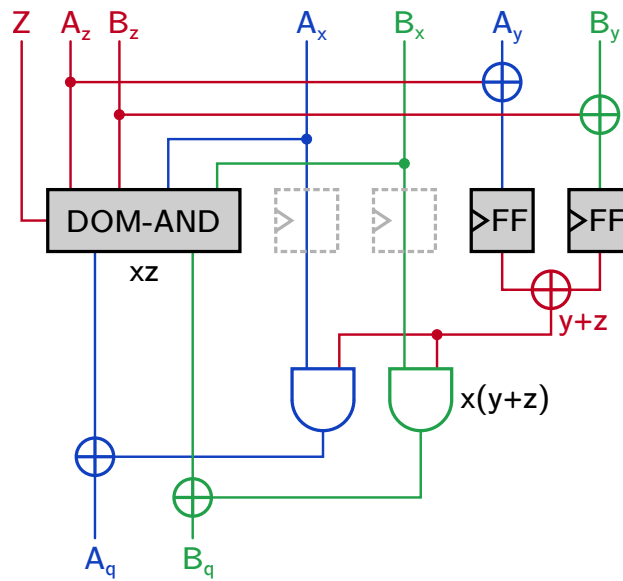 Z A_z B_z A_x B_x A_y B_y
DOM-AND FF FF
xz
y+z
x(y+z)
A_q B_q